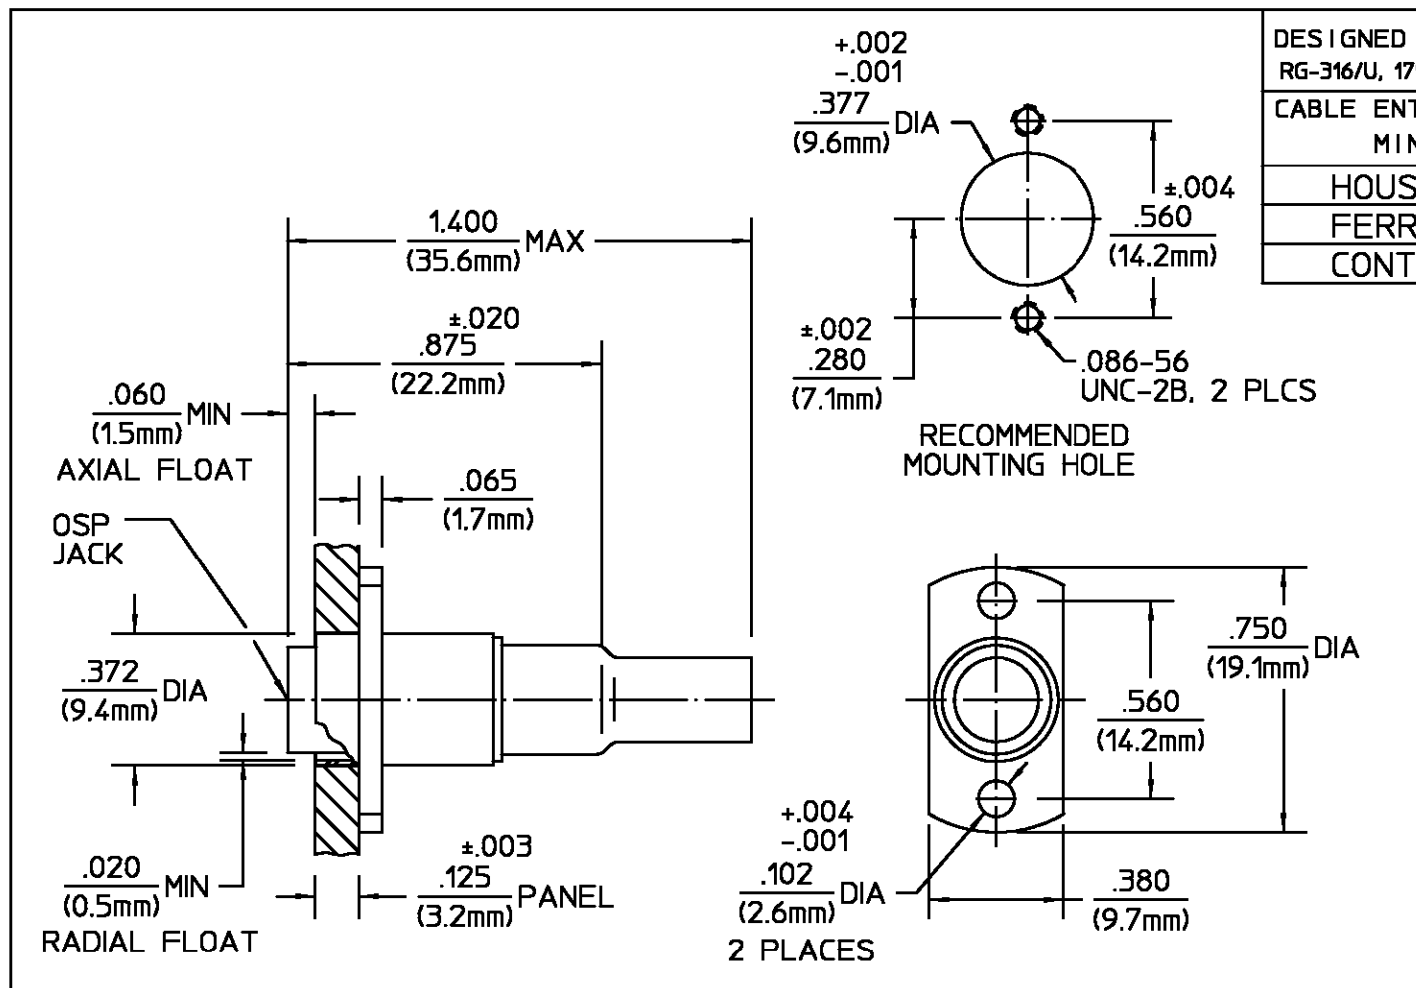 DESIGNED
RG-316/U, 17
CABLE ENT
MIN
HOUS
FERR
CONT
+.002
-.001
.377
(9.6mm) DIA
±.004
.560
(14.2mm)
±.002
.280
(7.1mm)
.086-56
UNC-2B, 2 PLCS
RECOMMENDED
MOUNTING HOLE
1.400
(35.6mm) MAX
±.020
.875
(22.2mm)
.060
(1.5mm) MIN
AXIAL FLOAT
.065
(1.7mm)
OSP
JACK
.372
(9.4mm) DIA
.020
(0.5mm) MIN
RADIAL FLOAT
±.003
.125
(3.2mm) PANEL
.750
(19.1mm) DIA
.560
(14.2mm)
+.004
-.001
.102
(2.6mm) DIA
2 PLACES
.380
(9.7mm)